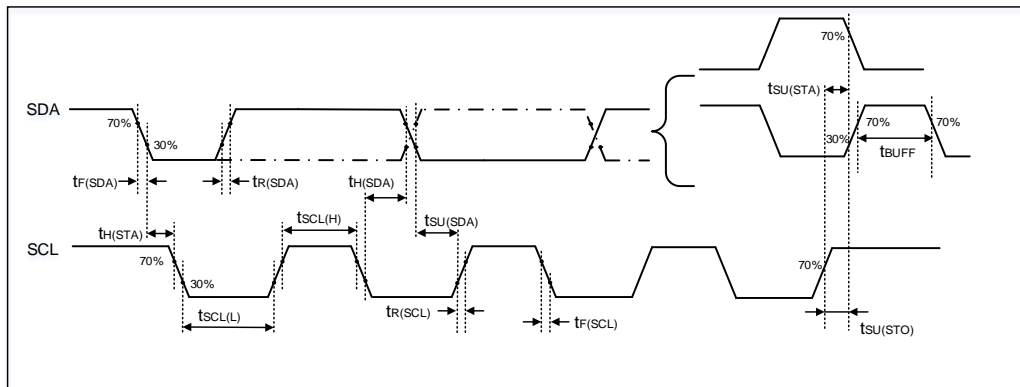 70%
tSU(STA)
SDA
70%
30%
70%
70%
30%
tBUFF
tF(SDA)
tR(SDA)
tH(SDA)
tH(STA)
tSCL(H)
tSU(SDA)
SCL
70%
30%
70%
tSCL(L)
tR(SCL)
tF(SCL)
tSU(STO)